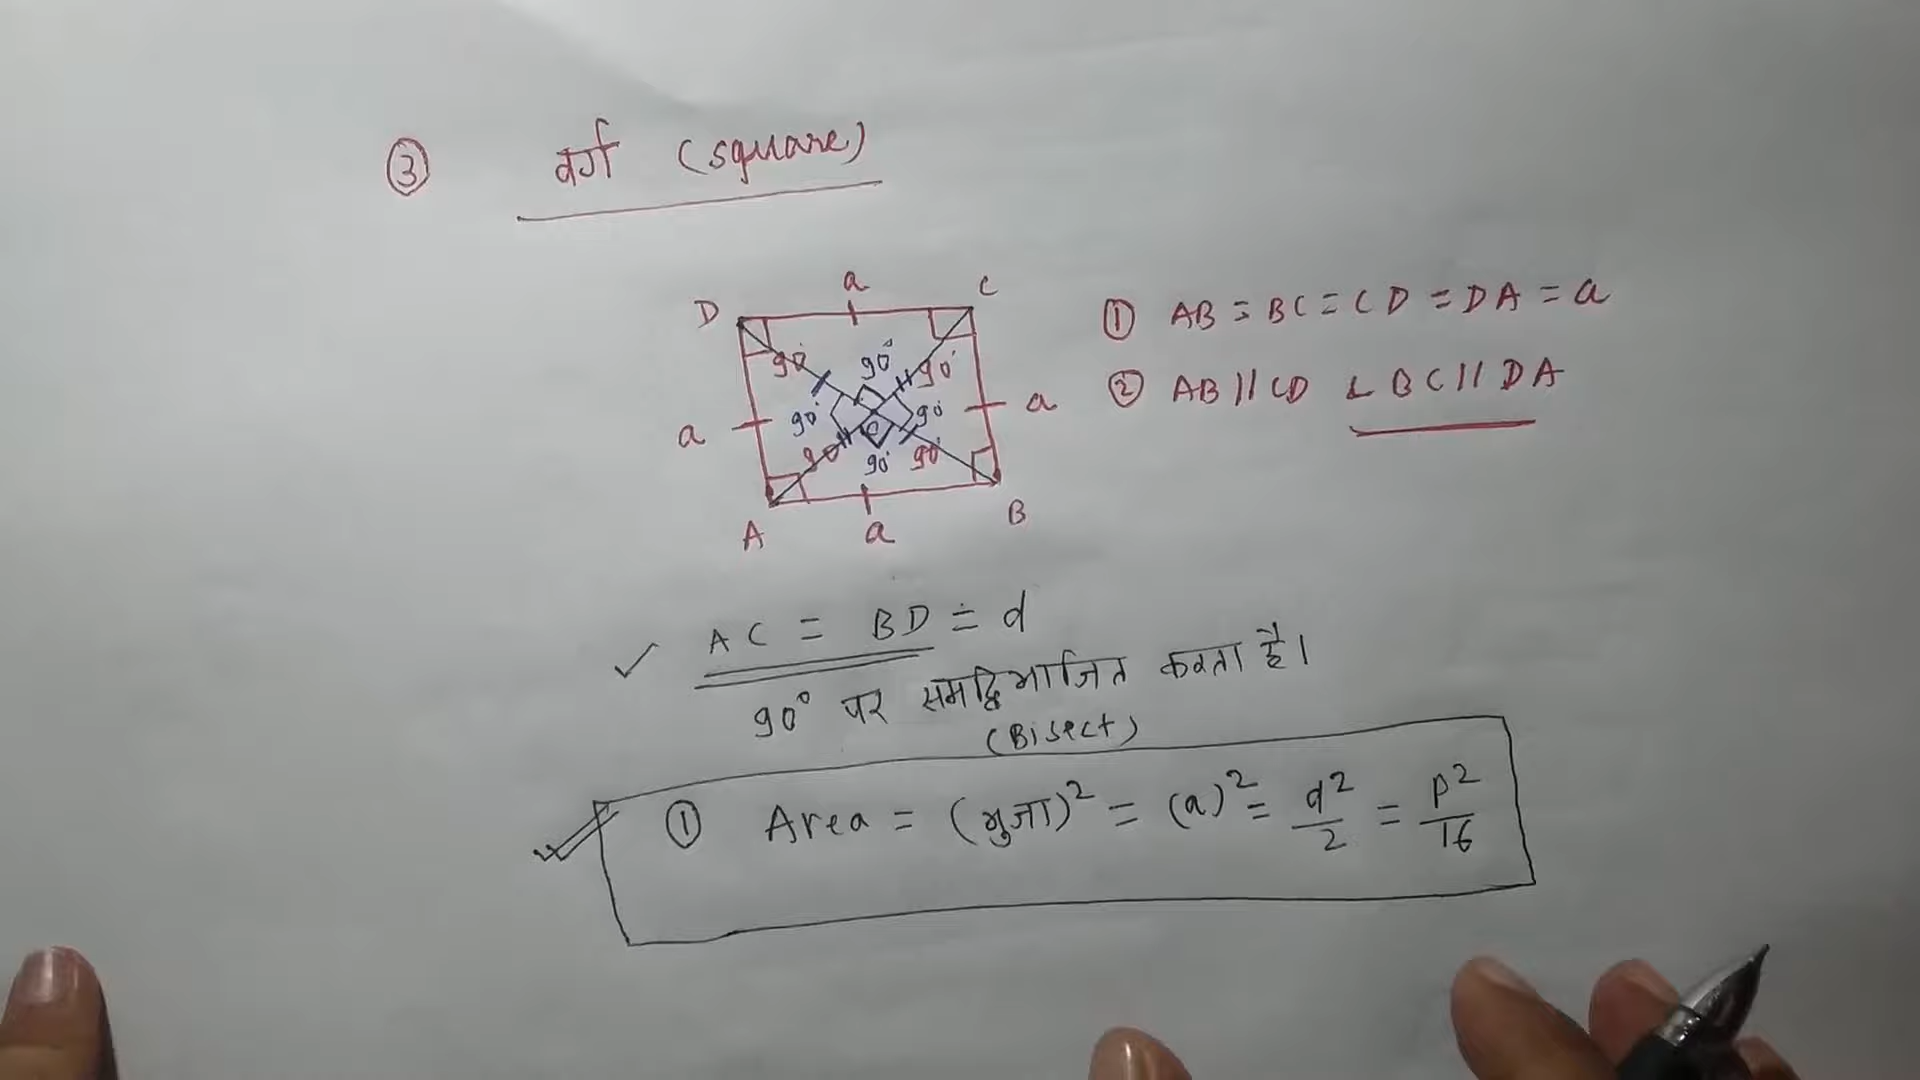 ③ वर्ग (square)
D a C
90° 90° 90°
a 90° 90° a
90° 90° 90°
A a B
① AB = BC = CD = DA = a
② AB || CD & BC || DA
✓ AC = BD = d
90° पर समद्विभाजित करता है।
(Bisect)
① Area = (भुजा)² = (a)² = d²/2 = P²/16